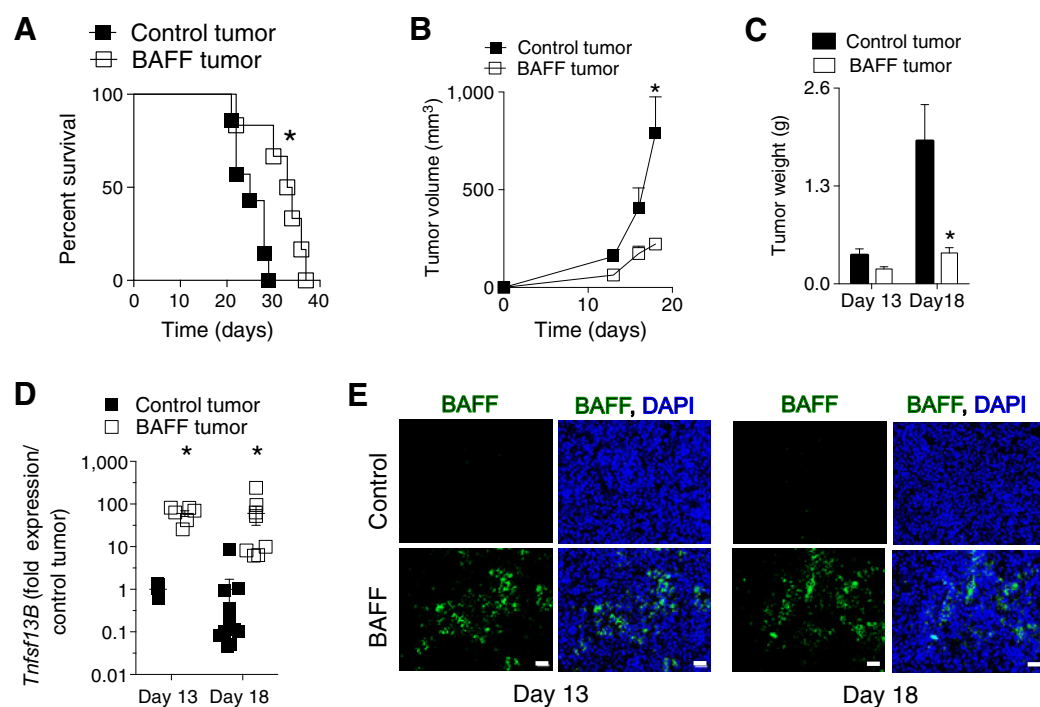 A
Control tumor
BAFF tumor
100
50
0
*
Percent survival
0 10 20 30 40
Time (days)
B
Control tumor
BAFF tumor
1,000
500
0
*
Tumor volume (mm³)
0 10 20
Time (days)
C
Control tumor
BAFF tumor
2.6
1.3
0.0
*
Tumor weight (g)
Day 13 Day18
D
Control tumor
BAFF tumor
* *
1,000
100
10
1
0.1
0.01
Tnfsf13B (fold expression/
control tumor)
Day 13 Day 18
E
BAFF BAFF, DAPI BAFF BAFF, DAPI
Control
BAFF
Day 13 Day 18